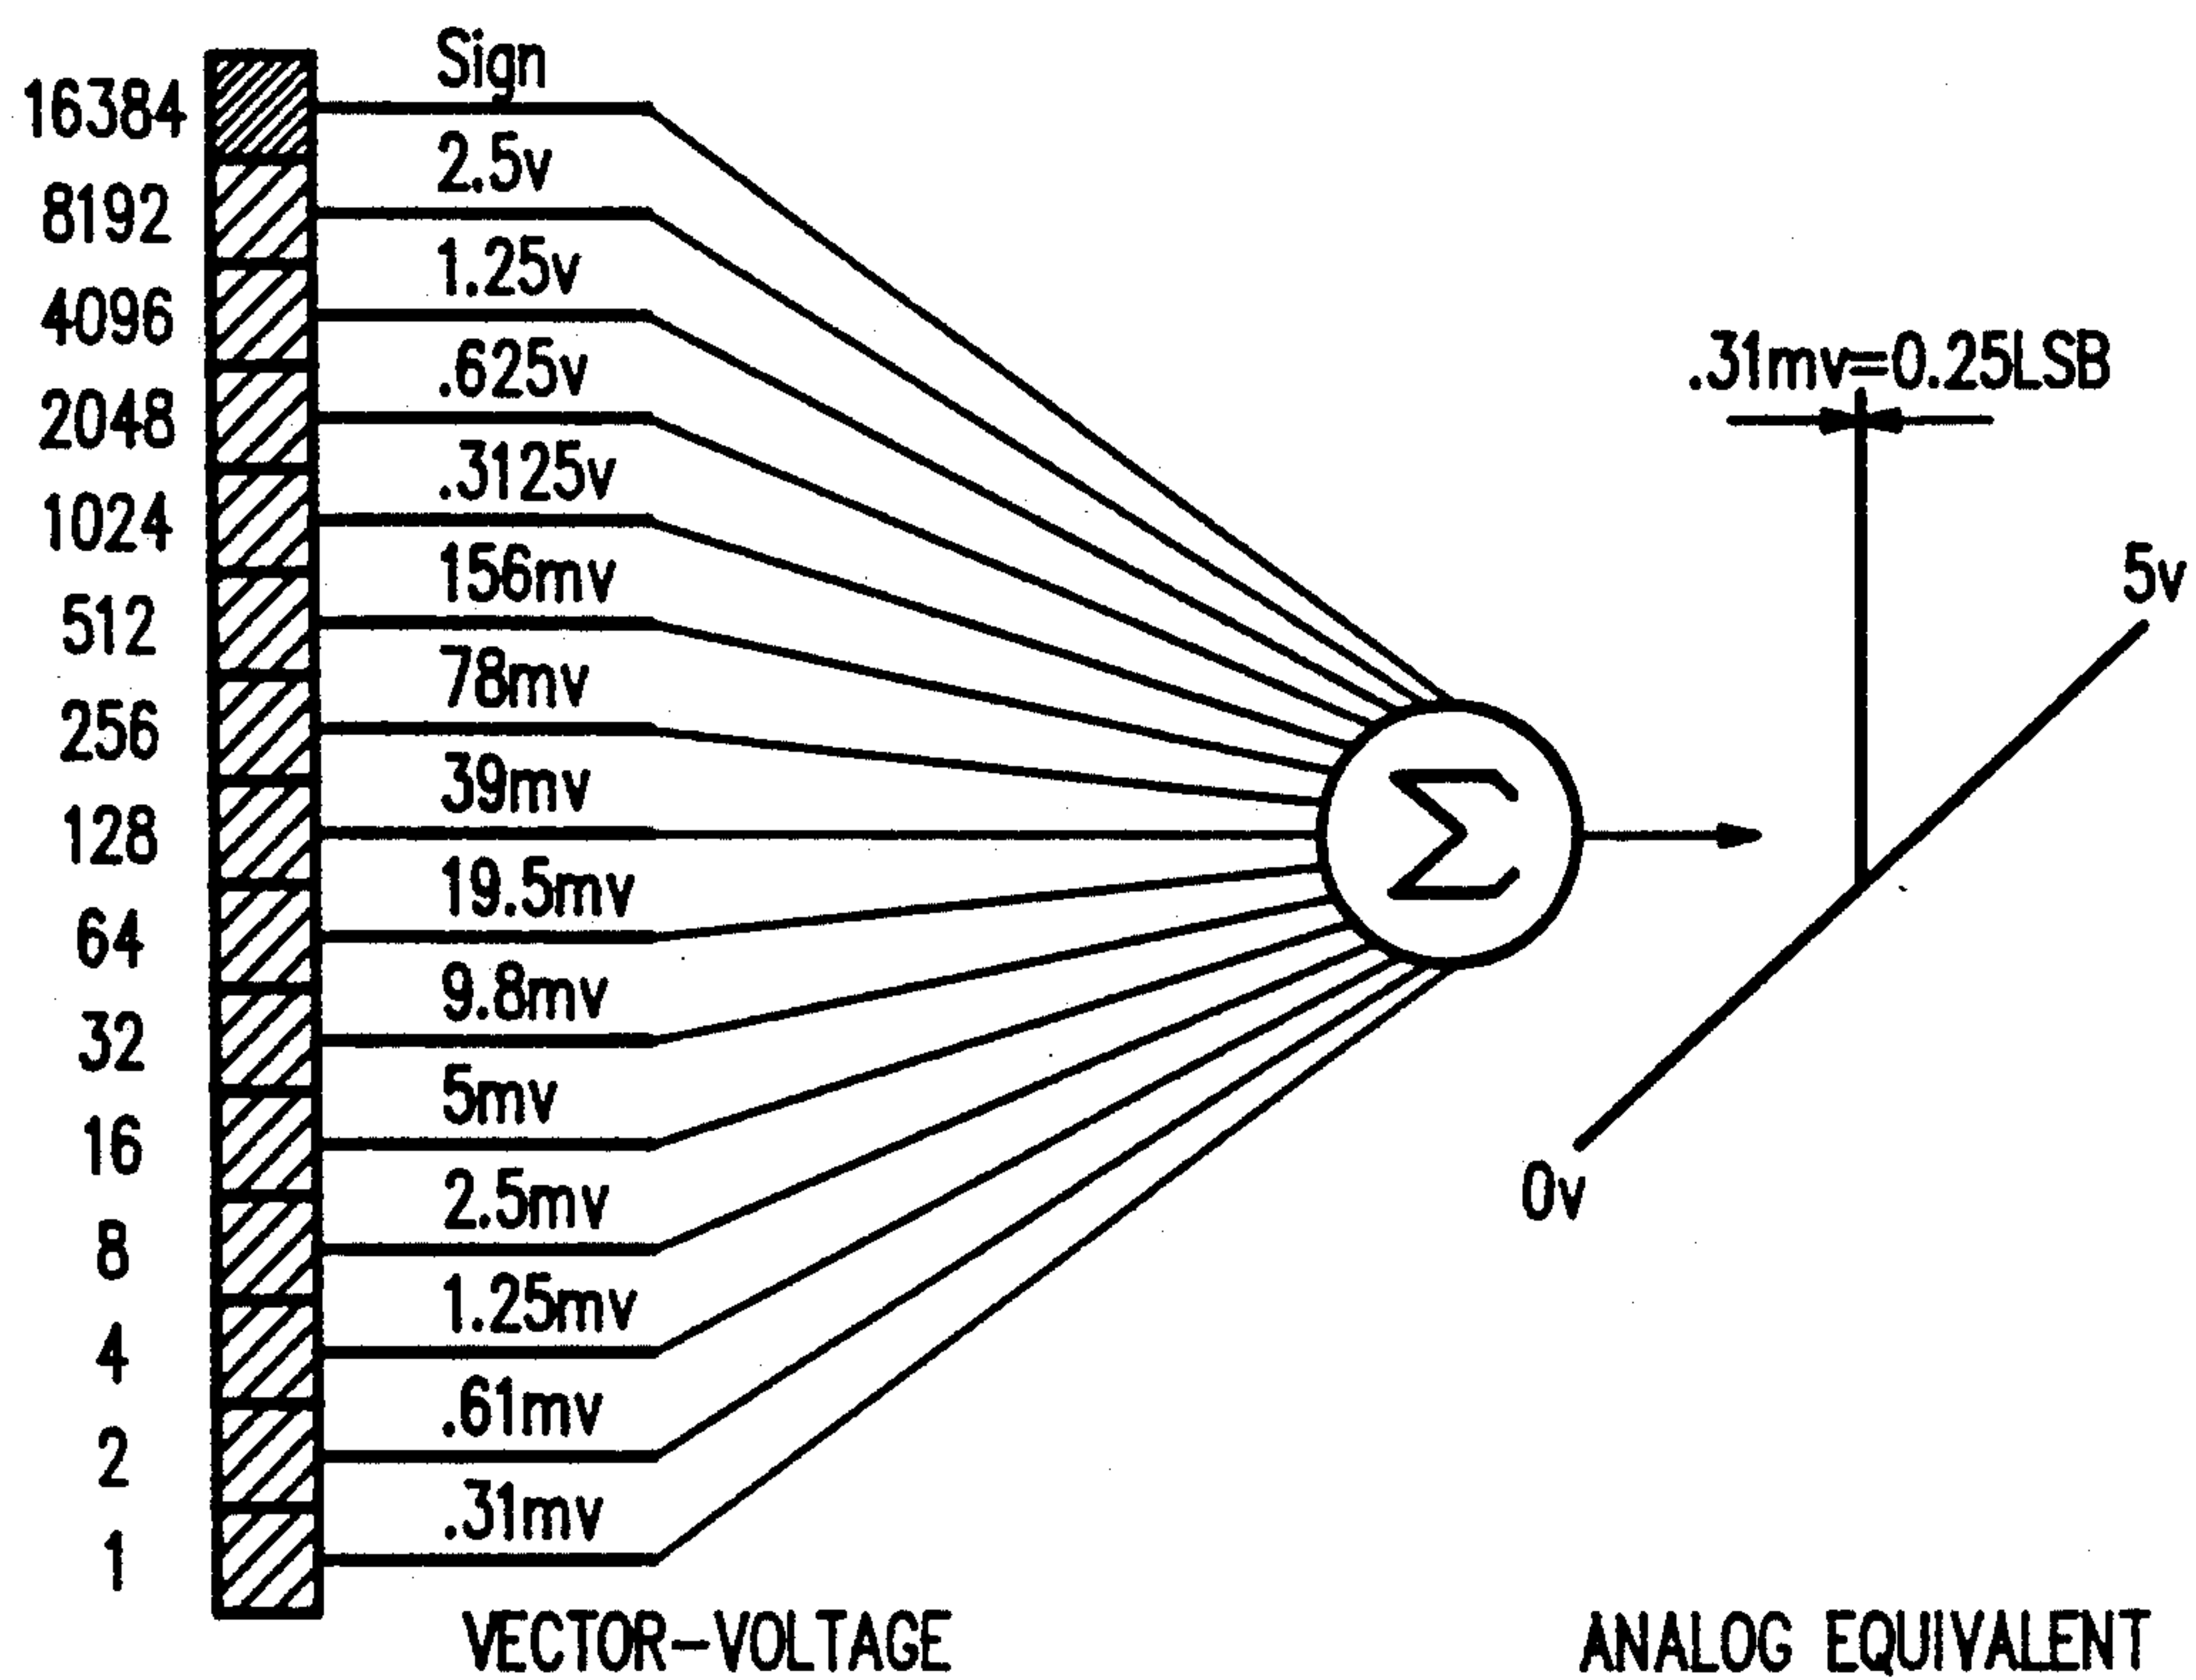 Sign
16384
2.5v
8192
1.25v
4096
.625v
2048
.3125v
1024
156mv
512
78mv
256
39mv
128
19.5mv
64
9.8mv
32
5mv
16
2.5mv
8
1.25mv
4
.61mv
2
.31mv
1
VECTOR-VOLTAGE
Σ
.31mv=0.25LSB
5v
0v
ANALOG EQUIVALENT